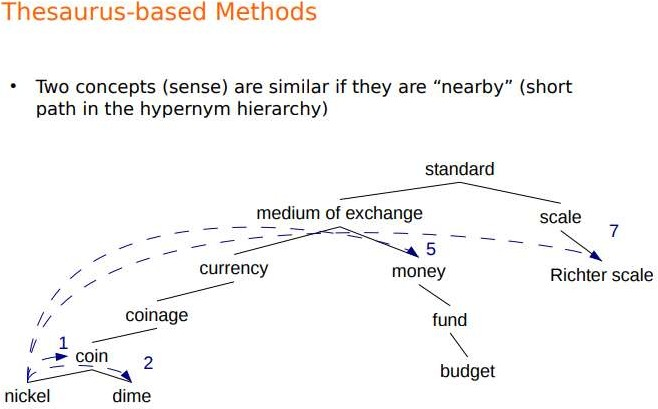 Thesaurus-based Methods
• Two concepts (sense) are similar if they are “nearby” (short
path in the hypernym hierarchy)
standard
medium of exchange
scale
7
5
currency
money
Richter scale
coinage
fund
1
coin
2
budget
nickel
dime